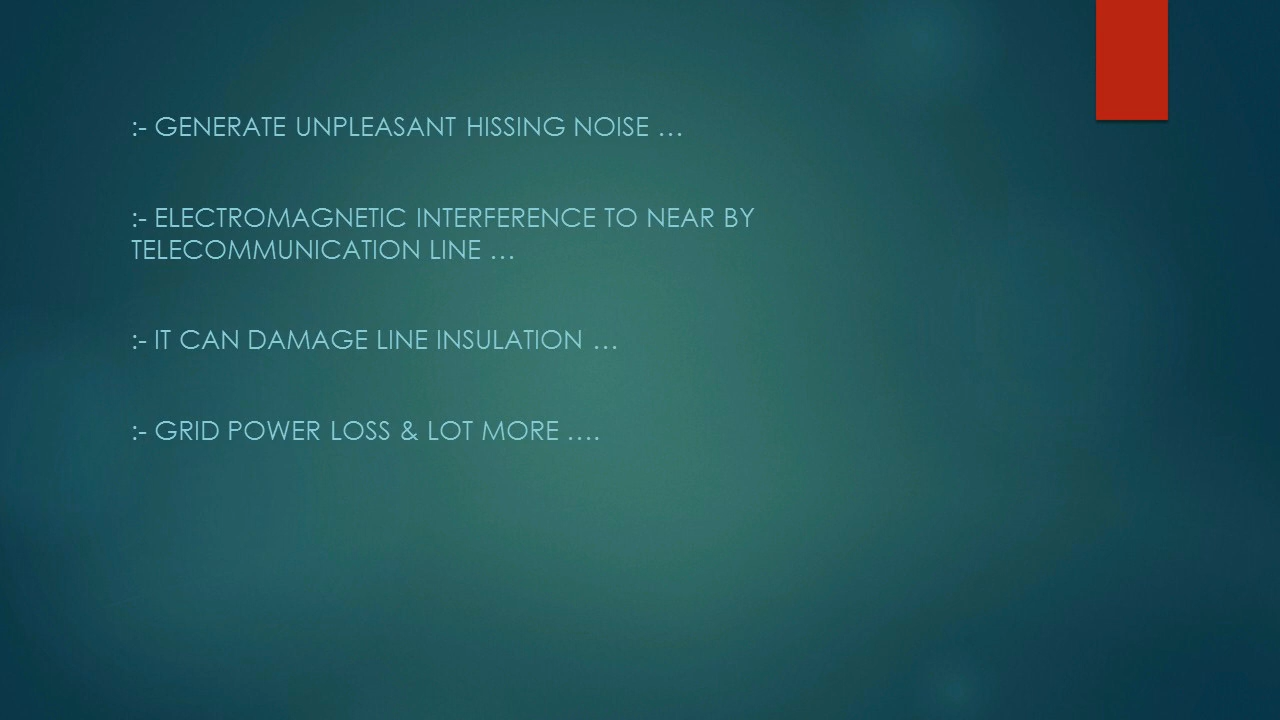 :- GENERATE UNPLEASANT HISSING NOISE …
:- ELECTROMAGNETIC INTERFERENCE TO NEAR BY
TELECOMMUNICATION LINE …
:- IT CAN DAMAGE LINE INSULATION …
:- GRID POWER LOSS & LOT MORE ….